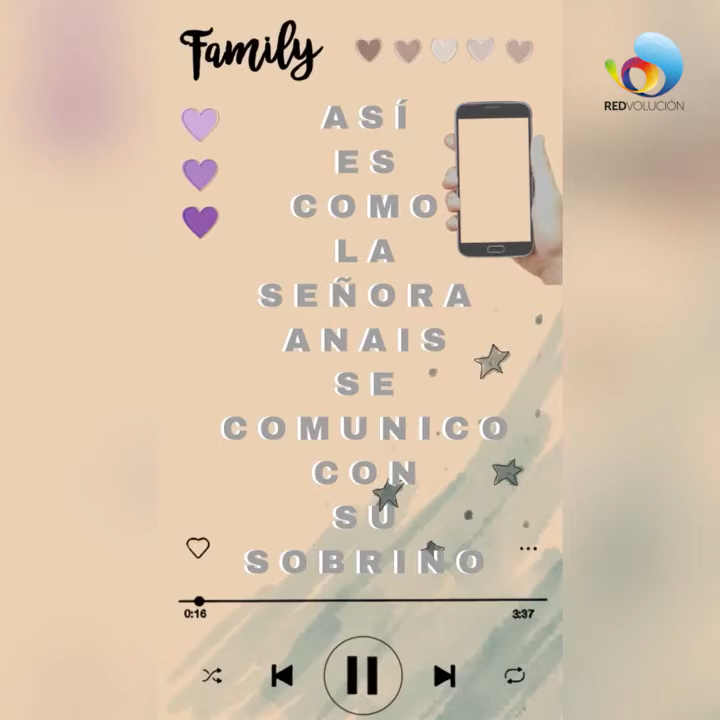 Family
REDVOLUCIÓN
ASÍ
ES
COMO
LA
SEÑORA
ANAIS
SE
COMUNICO
CON
SU
SOBRINO
0:16
3:37